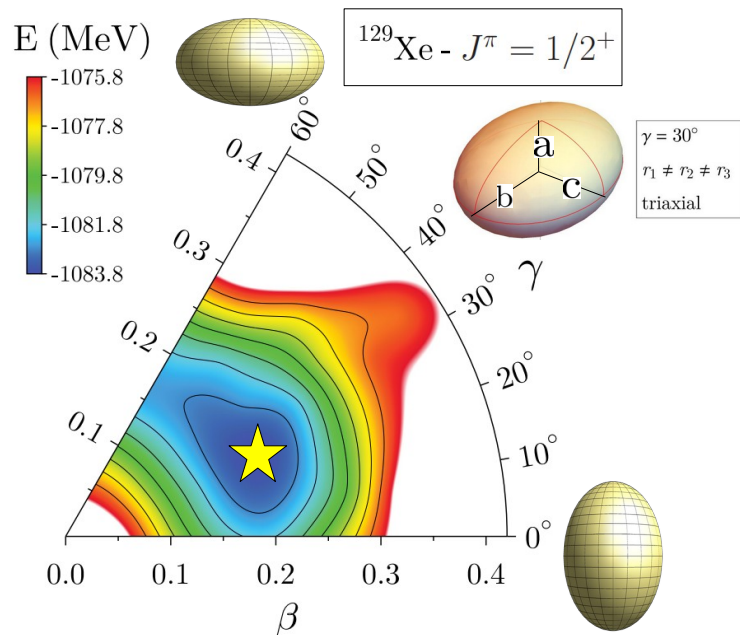 E (MeV)
-1075.8
-1077.8
-1079.8
-1081.8
-1083.8
¹²⁹Xe - Jᵖⁱ = 1/2⁺
a
b
c
γ = 30°
r₁ ≠ r₂ ≠ r₃
triaxial
60°
50°
40°
30°
20°
10°
0°
γ
0.4
0.3
0.2
0.1
0.0
0.1
0.2
0.3
0.4
β